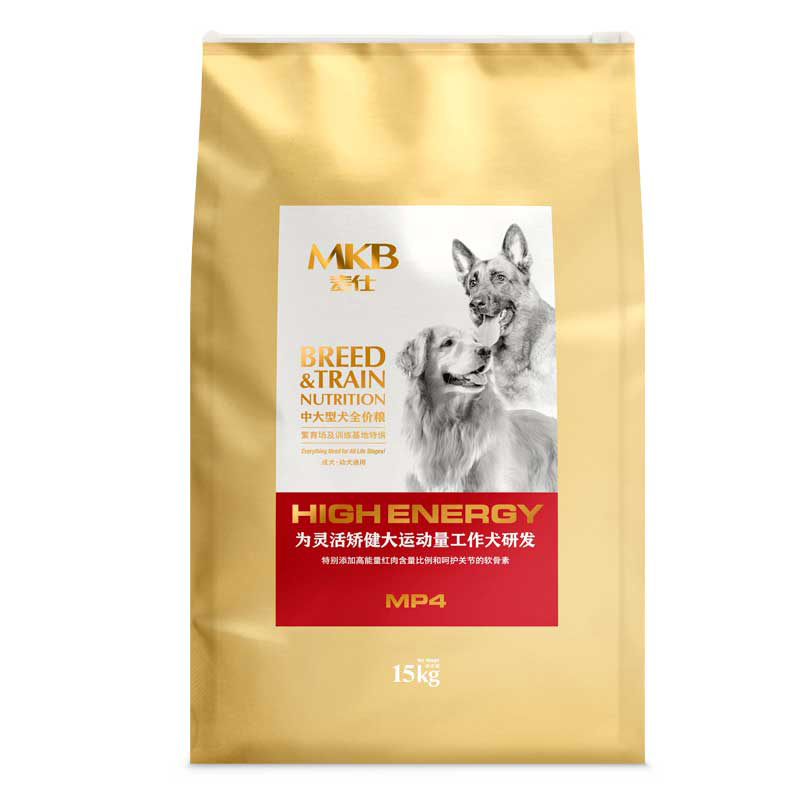 MKB
麦仕
BREED
&TRAIN
NUTRITION
中大型犬全价粮
繁育场及训练基地特供
Everything Need for All Life Stages!
成犬·幼犬通用
HIGH ENERGY
为灵活矫健大运动量工作犬研发
特别添加高能量红肉含量比例和呵护关节的软骨素
MP4
15kg